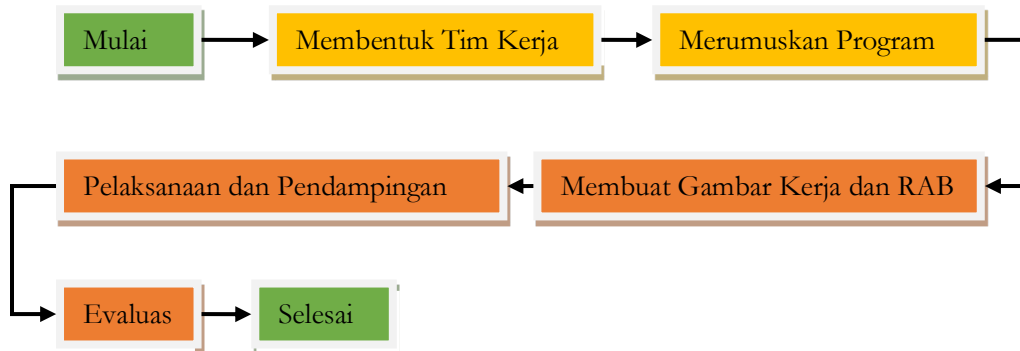 Mulai
Membentuk Tim Kerja
Merumuskan Program
Membuat Gambar Kerja dan RAB
Pelaksanaan dan Pendampingan
Evaluas
Selesai